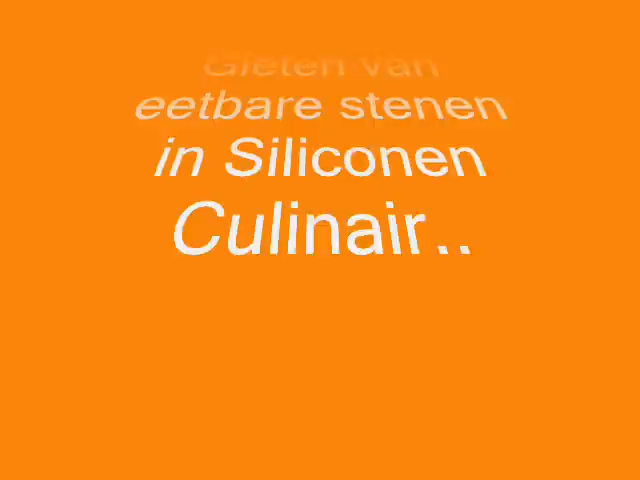 Gieten van
eetbare stenen
in Siliconen
Culinair..